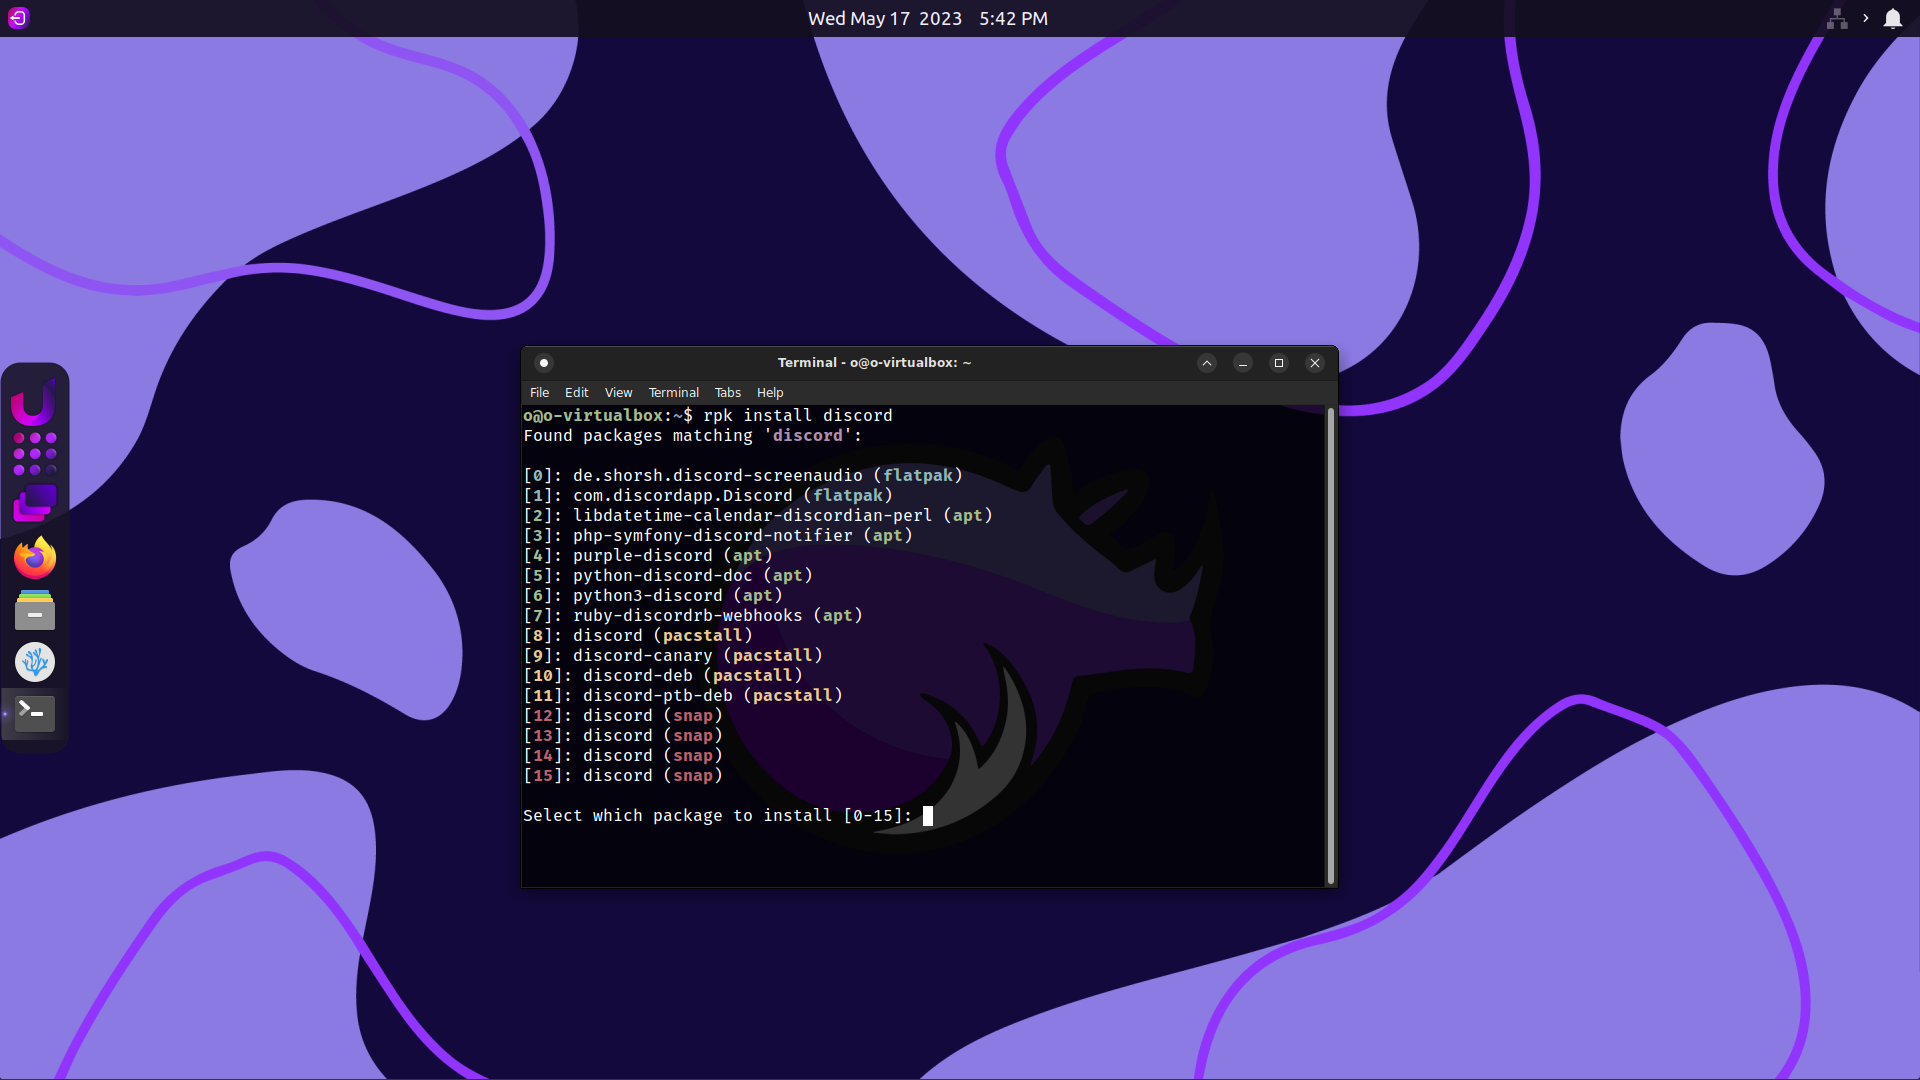 Wed May 17 2023 5:42 PM
Terminal - o@o-virtualbox: ~
File Edit View Terminal Tabs Help
o@o-virtualbox:~$ rpk install discord
Found packages matching 'discord':
[0]: de.shorsh.discord-screenaudio (flatpak)
[1]: com.discordapp.Discord (flatpak)
[2]: libdatetime-calendar-discordian-perl (apt)
[3]: php-symfony-discord-notifier (apt)
[4]: purple-discord (apt)
[5]: python-discord-doc (apt)
[6]: python3-discord (apt)
[7]: ruby-discordrb-webhooks (apt)
[8]: discord (pacstall)
[9]: discord-canary (pacstall)
[10]: discord-deb (pacstall)
[11]: discord-ptb-deb (pacstall)
[12]: discord (snap)
[13]: discord (snap)
[14]: discord (snap)
[15]: discord (snap)
Select which package to install [0-15]: